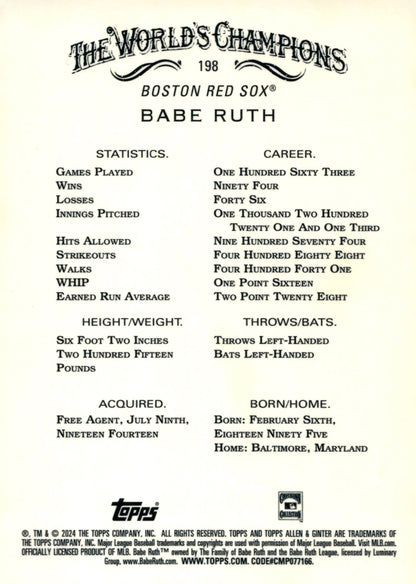 THE WORLD'S CHAMPIONS
198
BOSTON RED SOX®
BABE RUTH
STATISTICS. CAREER.
GAMES PLAYED ONE HUNDRED SIXTY THREE
WINS NINETY FOUR
LOSSES FORTY SIX
INNINGS PITCHED ONE THOUSAND TWO HUNDRED
TWENTY ONE AND ONE THIRD
HITS ALLOWED NINE HUNDRED SEVENTY FOUR
STRIKEOUTS FOUR HUNDRED EIGHTY EIGHT
WALKS FOUR HUNDRED FORTY ONE
WHIP ONE POINT SIXTEEN
EARNED RUN AVERAGE TWO POINT TWENTY EIGHT
HEIGHT/WEIGHT. THROWS/BATS.
SIX FOOT TWO INCHES THROWS LEFT-HANDED
TWO HUNDRED FIFTEEN BATS LEFT-HANDED
POUNDS
ACQUIRED. BORN/HOME.
FREE AGENT, JULY NINTH, BORN: FEBRUARY SIXTH,
NINETEEN FOURTEEN EIGHTEEN NINETY FIVE
HOME: BALTIMORE, MARYLAND
Topps
®, TM & © 2024 THE TOPPS COMPANY, INC. ALL RIGHTS RESERVED. TOPPS AND TOPPS ALLEN & GINTER ARE TRADEMARKS OF
THE TOPPS COMPANY, INC. Major League Baseball trademarks and copyrights are used with permission of Major League Baseball. Visit MLB.com.
OFFICIALLY LICENSED PRODUCT OF MLB. Babe Ruth™ owned by The Family of Babe Ruth and the Babe Ruth League, licensed by Luminary
Group, www.BabeRuth.com. WWW.TOPPS.COM. CODE#CMP077166.